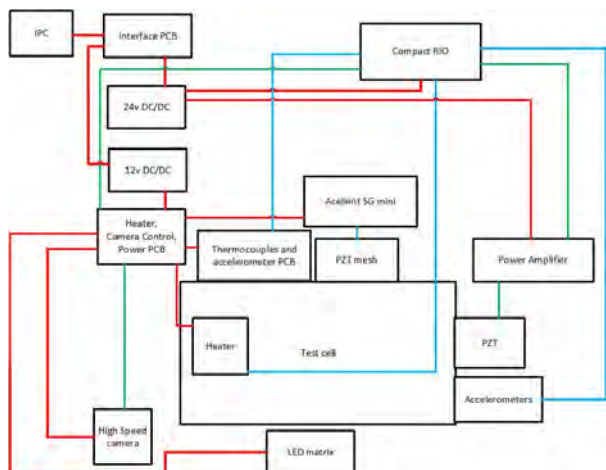 IPC
Interface PCB
Compact RIO
24v DC/DC
12v DC/DC
Acellent SG mini
Heater,
Camera Control,
Power PCB
Thermocouples and
accelerometer PCB
PZT mesh
Power Amplifier
Heater
Test cell
PZT
Accelerometers
High Speed
camera
LED matrix